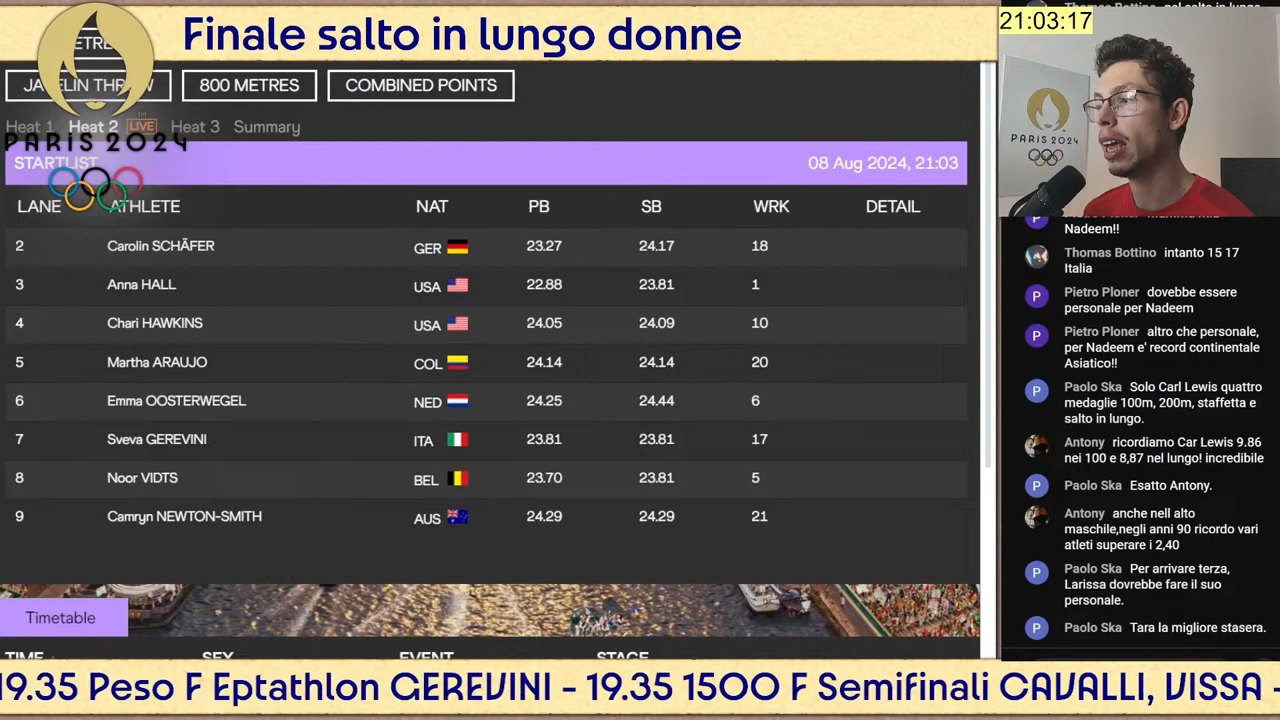 Finale salto in lungo donne
21:03:17
METRE
JAVELIN THROW 800 METRES COMBINED POINTS
Heat 1 Heat 2 LIVE Heat 3 Summary
PARIS 2024
STARTLIST 08 Aug 2024, 21:03
LANE ATHLETE NAT PB SB WRK DETAIL
2 Carolin SCHÄFER GER 23.27 24.17 18
3 Anna HALL USA 22.88 23.81 1
4 Chari HAWKINS USA 24.05 24.09 10
5 Martha ARAUJO COL 24.14 24.14 20
6 Emma OOSTERWEGEL NED 24.25 24.44 6
7 Sveva GEREVINI ITA 23.81 23.81 17
8 Noor VIDTS BEL 23.70 23.81 5
9 Camryn NEWTON-SMITH AUS 24.29 24.29 21
Timetable
TIME SEX EVENT STAGE
PARIS 2024
Nadeem!!
Thomas Bottino intanto 15 17
Italia
Pietro Ploner dovebbe essere
personale per Nadeem
Pietro Ploner altro che personale,
per Nadeem e' record continentale
Asiatico!!
Paolo Ska Solo Carl Lewis quattro
medaglie 100m, 200m, staffetta e
salto in lungo.
Antony ricordiamo Car Lewis 9.86
nei 100 e 8,87 nel lungo! incredibile
Paolo Ska Esatto Antony.
Antony anche nell alto
maschile,negli anni 90 ricordo vari
atleti superare i 2,40
Paolo Ska Per arrivare terza,
Larissa dovrebbe fare il suo
personale.
Paolo Ska Tara la migliore stasera.
19.35 Peso F Eptathlon GEREVINI - 19.35 1500 F Semifinali CAVALLI, VISSA -